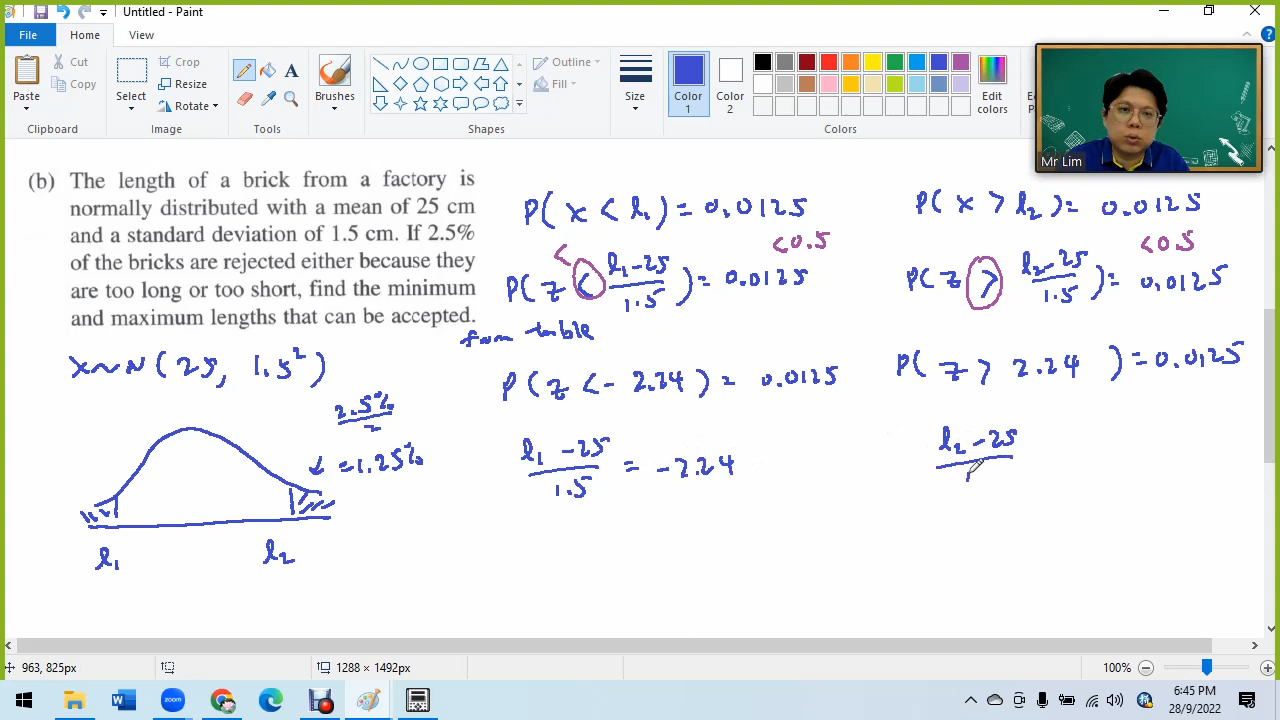 Untitled - Paint
File
Home
View
Paste
Cut
Copy
Clipboard
Select
Crop
Resize
Rotate
Image
A
Tools
Brushes
Outline
Fill
Shapes
Size
Color 1
Color 2
Edit colors
Colors
Mr Lim
(b) The length of a brick from a factory is
normally distributed with a mean of 25 cm
and a standard deviation of 1.5 cm. If 2.5%
of the bricks are rejected either because they
are too long or too short, find the minimum
and maximum lengths that can be accepted.
X~N(25, 1.5²)
2.5%/2
=1.25%
l₁
l₂
P(X < l₁) = 0.0125
< <0.5
P(Z < (l₁-25)/1.5) = 0.0125
from table
P(Z < -2.24) = 0.0125
(l₁-25)/1.5 = -2.24
P(X > l₂) = 0.0125
<0.5
P(Z > (l₂-25)/1.5) = 0.0125
P(Z > 2.24) = 0.0125
l₂-25
963, 825px
1288 × 1492px
100%
6:45 PM
28/9/2022
zoom